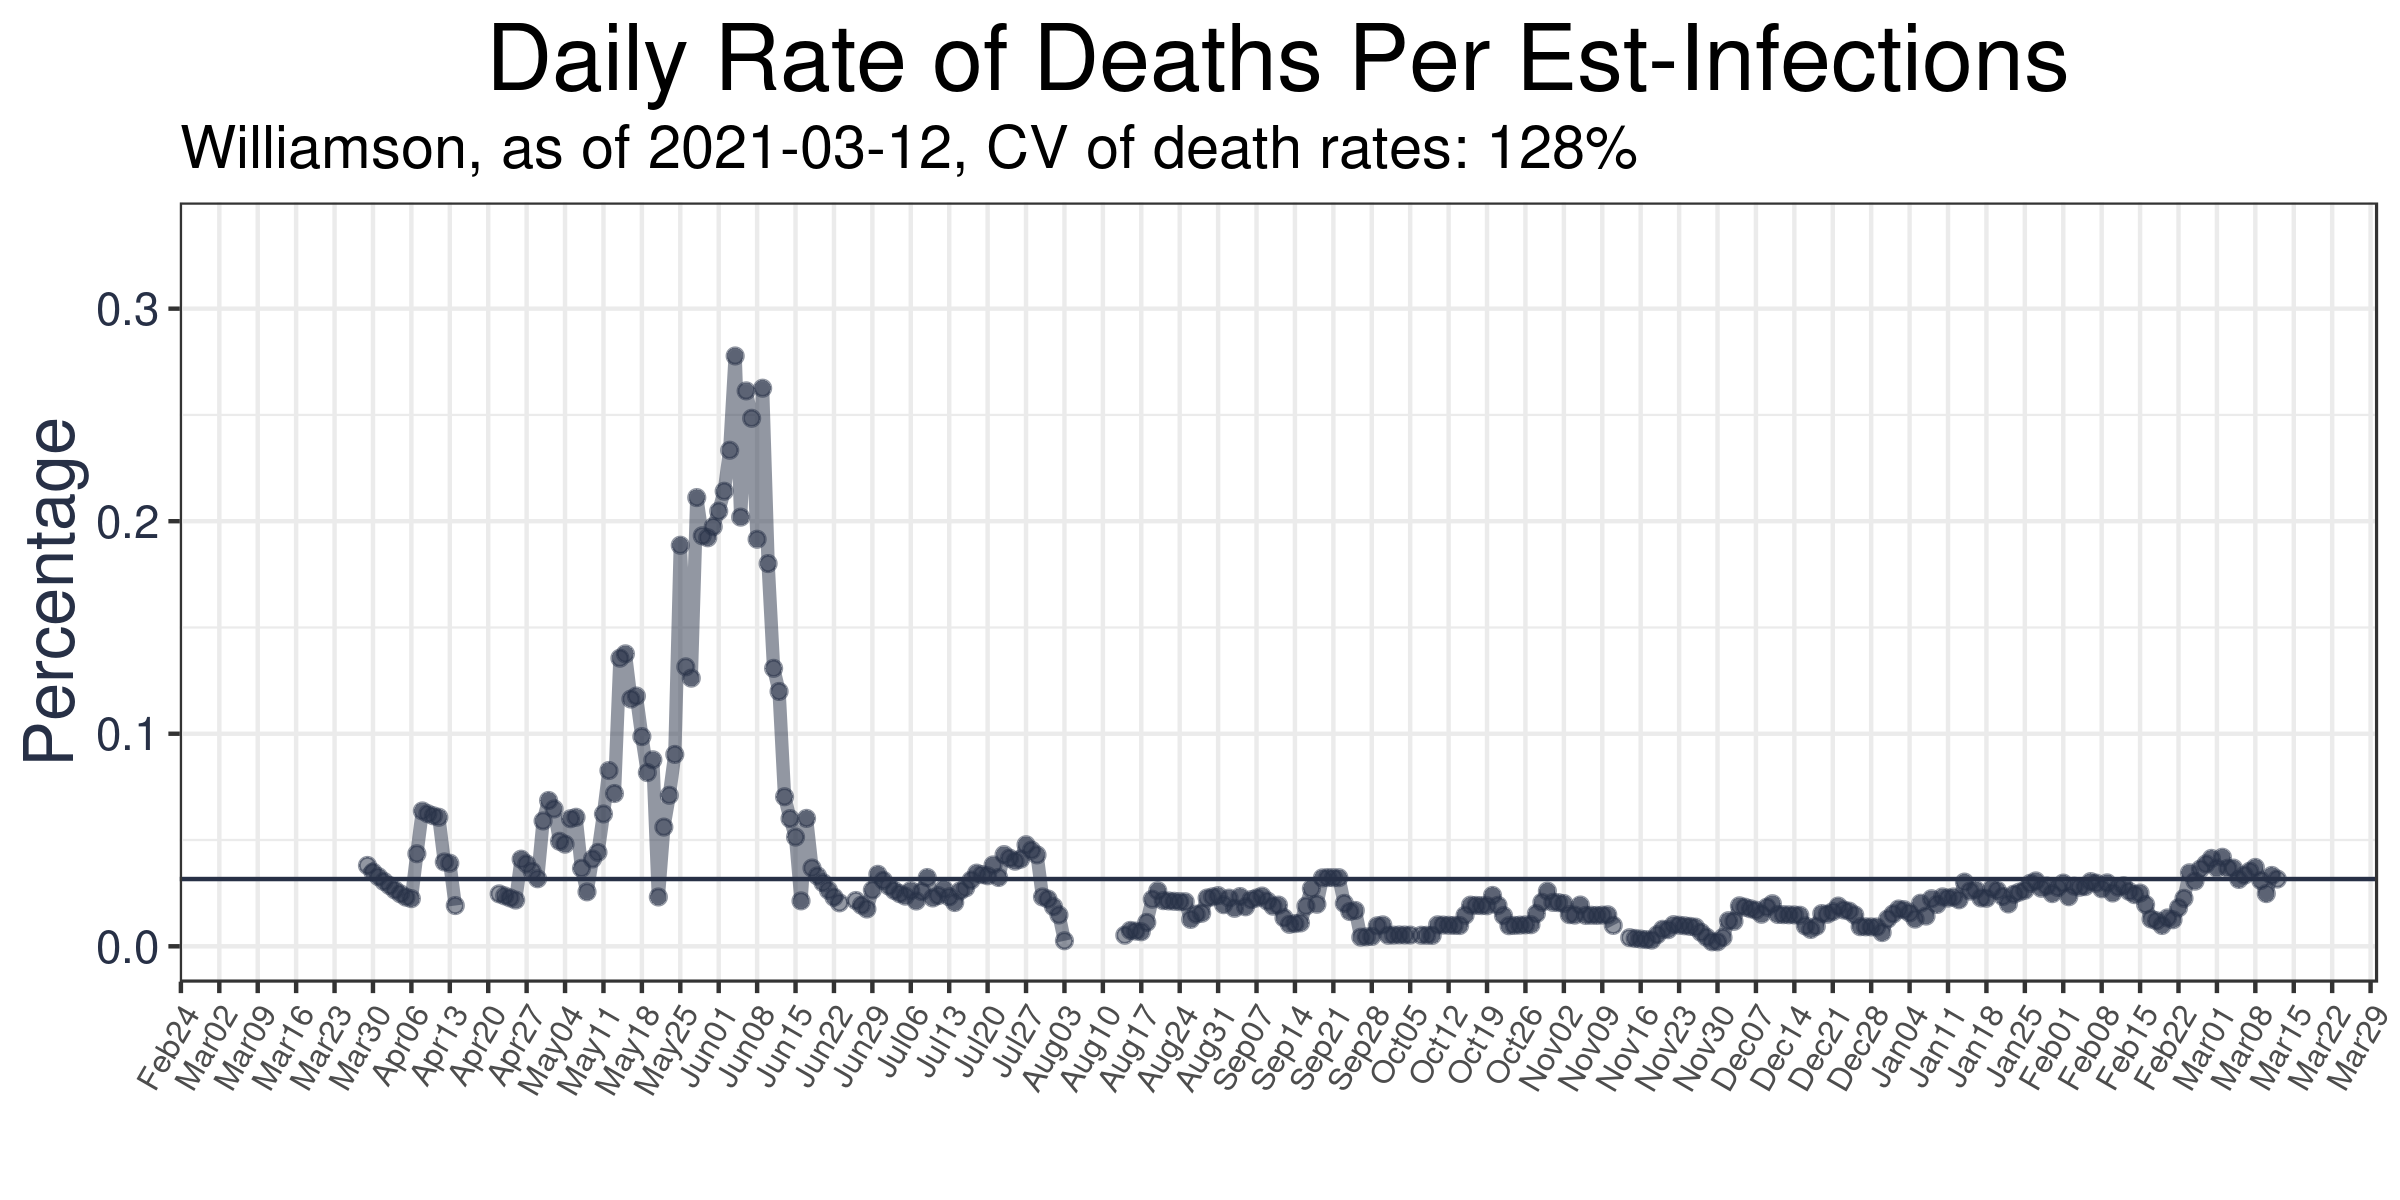 Daily Rate of Deaths Per Est-Infections
Williamson, as of 2021-03-12, CV of death rates: 128%
Percentage
0.3
0.2
0.1
0.0
Feb24
Mar02
Mar09
Mar16
Mar23
Mar30
Apr06
Apr13
Apr20
Apr27
May04
May11
May18
May25
Jun01
Jun08
Jun15
Jun22
Jun29
Jul06
Jul13
Jul20
Jul27
Aug03
Aug10
Aug17
Aug24
Aug31
Sep07
Sep14
Sep21
Sep28
Oct05
Oct12
Oct19
Oct26
Nov02
Nov09
Nov16
Nov23
Nov30
Dec07
Dec14
Dec21
Dec28
Jan04
Jan11
Jan18
Jan25
Feb01
Feb08
Feb15
Feb22
Mar01
Mar08
Mar15
Mar22
Mar29